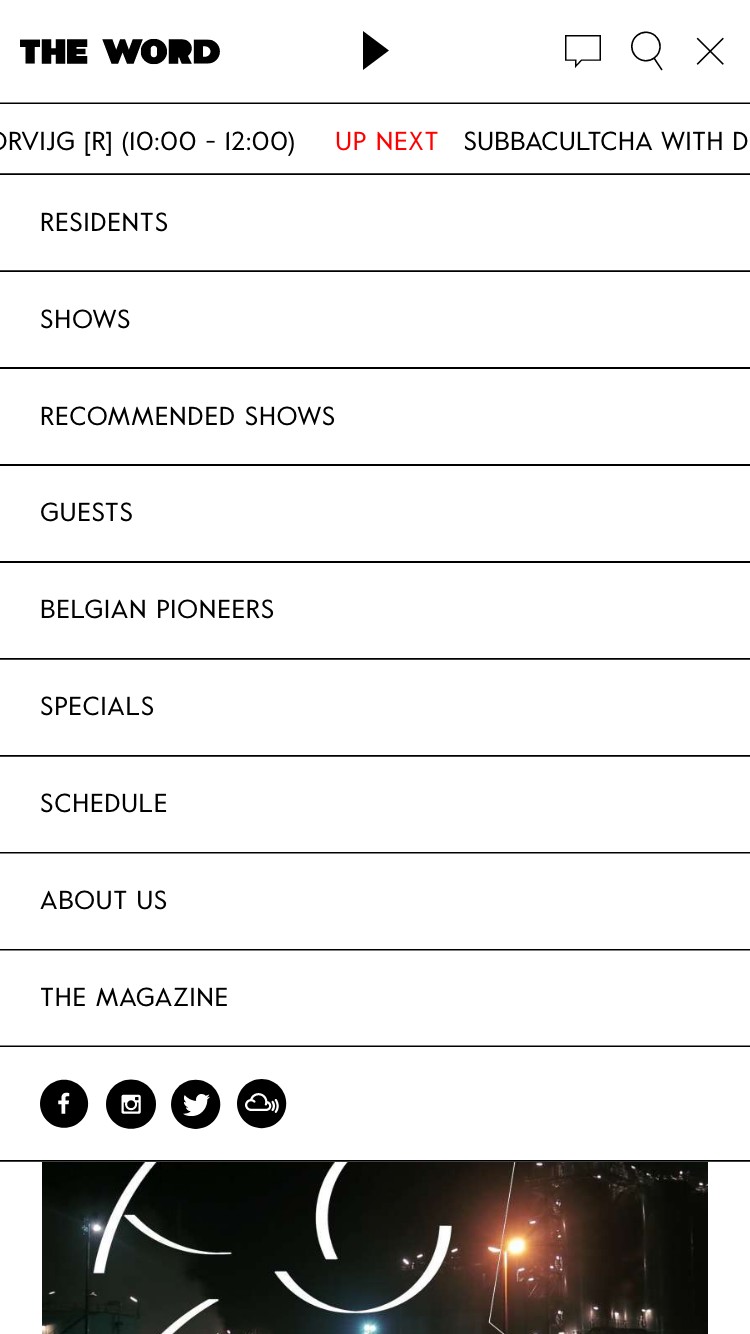 THE WORD
[R] (10:00 - 12:00) UP NEXT SUBBACULTCHA WITH
RESIDENTS
SHOWS
RECOMMENDED SHOWS
GUESTS
BELGIAN PIONEERS
SPECIALS
SCHEDULE
ABOUT US
THE MAGAZINE